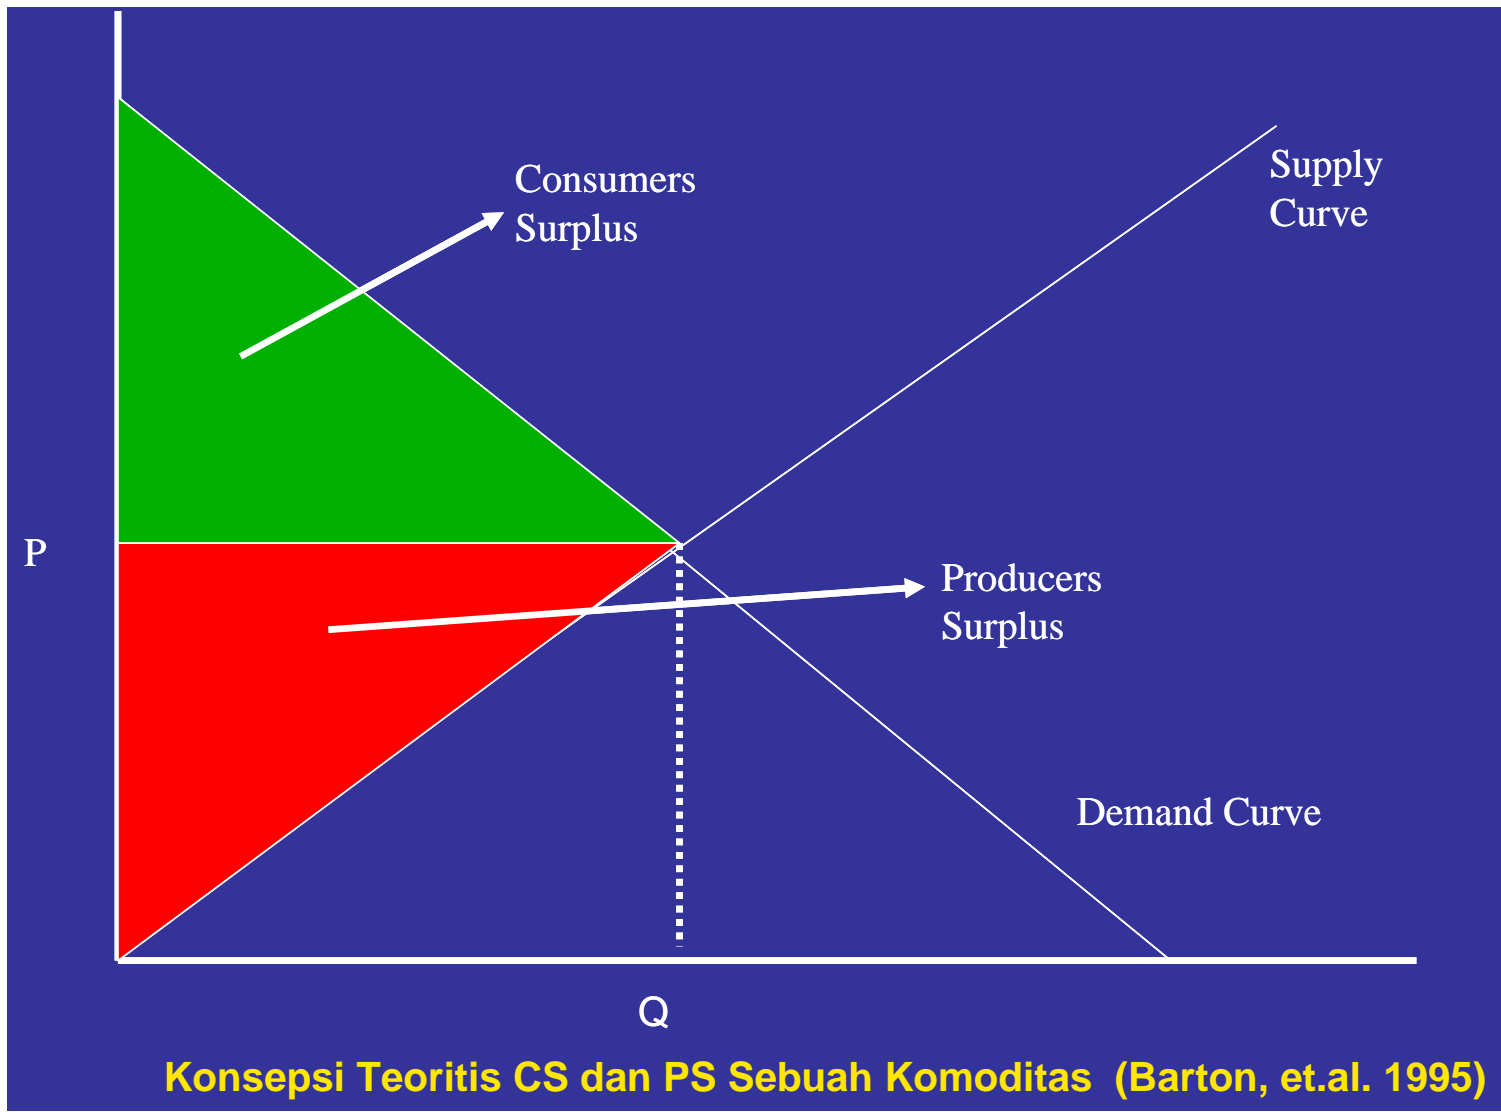 Consumers
Surplus
Supply
Curve
P
Producers
Surplus
Demand Curve
Q
Konsepsi Teoritis CS dan PS Sebuah Komoditas (Barton, et.al. 1995)